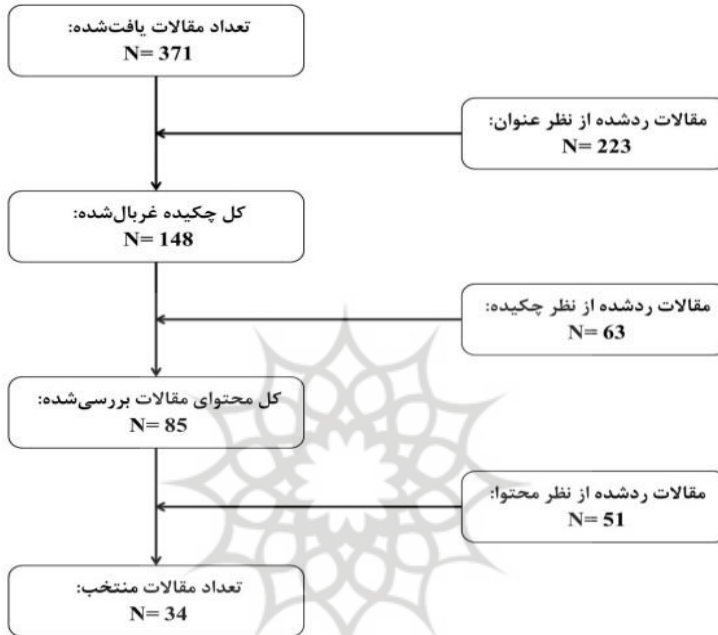 تعداد مقالات یافت‌شده:
N= 371
مقالات ردشده از نظر عنوان:
N= 223
کل چکیده غربال‌شده:
N= 148
مقالات ردشده از نظر چکیده:
N= 63
کل محتوای مقالات بررسی‌شده:
N= 85
مقالات ردشده از نظر محتوا:
N= 51
تعداد مقالات منتخب:
N= 34